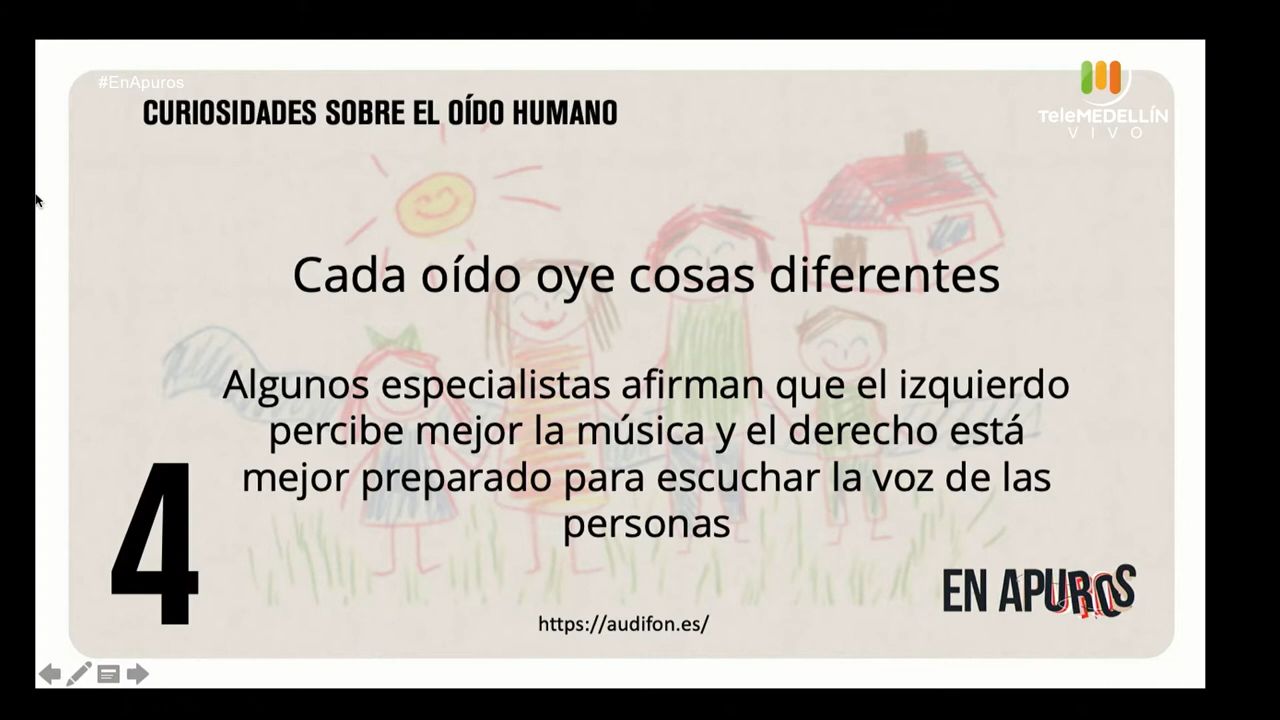 #EnApuros
TeleMEDELLÍN
VIVO
CURIOSIDADES SOBRE EL OÍDO HUMANO
Cada oído oye cosas diferentes
Algunos especialistas afirman que el izquierdo
percibe mejor la música y el derecho está
mejor preparado para escuchar la voz de las
personas
4
EN APUROS
https://audifon.es/